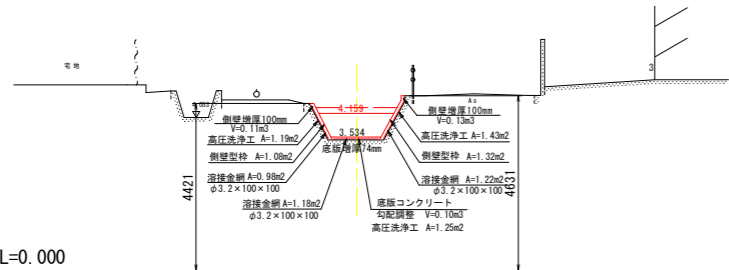 宅地
3
As
4.159
3.534
底版増厚74mm
側壁増厚100mm
V=0.11m3
高圧洗浄工 A=1.19m2
側壁型枠 A=1.08m2
溶接金網 A=0.98m2
φ3.2×100×100
溶接金網 A=1.18m2
φ3.2×100×100
側壁増厚100mm
V=0.13m3
高圧洗浄工 A=1.43m2
側壁型枠 A=1.32m2
溶接金網 A=1.22m2
φ3.2×100×100
底版コンクリート
勾配調整 V=0.10m3
高圧洗浄工 A=1.25m2
4421
4631
L=0.000